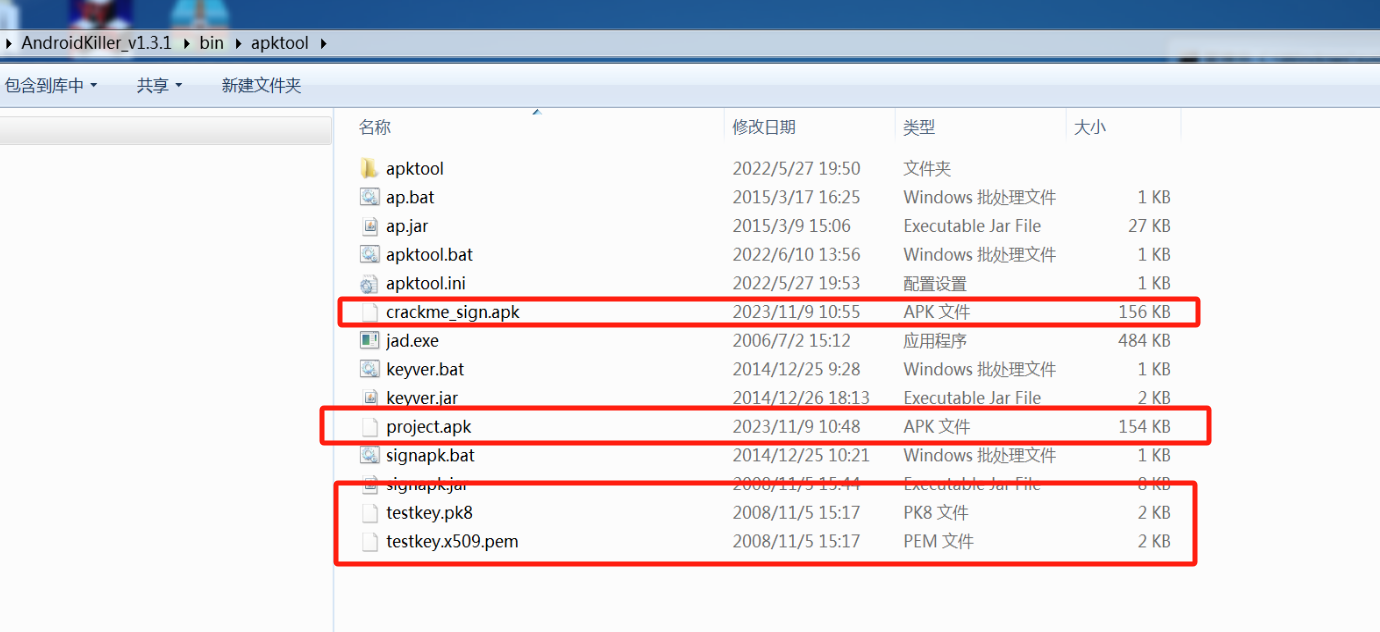 AndroidKiller_v1.3.1 bin apktool
包含到库中 共享 新建文件夹
名称 修改日期 类型 大小
apktool 2022/5/27 19:50 文件夹
ap.bat 2015/3/17 16:25 Windows 批处理文件 1 KB
ap.jar 2015/3/9 15:06 Executable Jar File 27 KB
apktool.bat 2022/6/10 13:56 Windows 批处理文件 1 KB
apktool.ini 2022/5/27 19:53 配置设置 1 KB
crackme_sign.apk 2023/11/9 10:55 APK 文件 156 KB
jad.exe 2006/7/2 15:12 应用程序 484 KB
keyver.bat 2014/12/25 9:28 Windows 批处理文件 1 KB
keyver.jar 2014/12/26 18:13 Executable Jar File 2 KB
project.apk 2023/11/9 10:48 APK 文件 154 KB
signapk.bat 2014/12/25 10:21 Windows 批处理文件 1 KB
signapk.jar 2008/11/5 15:44 Executable Jar File 8 KB
testkey.pk8 2008/11/5 15:17 PK8 文件 2 KB
testkey.x509.pem 2008/11/5 15:17 PEM 文件 2 KB